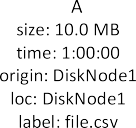 A
size: 10.0 MB
time: 1:00:00
origin: DiskNode1
loc: DiskNode1
label: file.csv